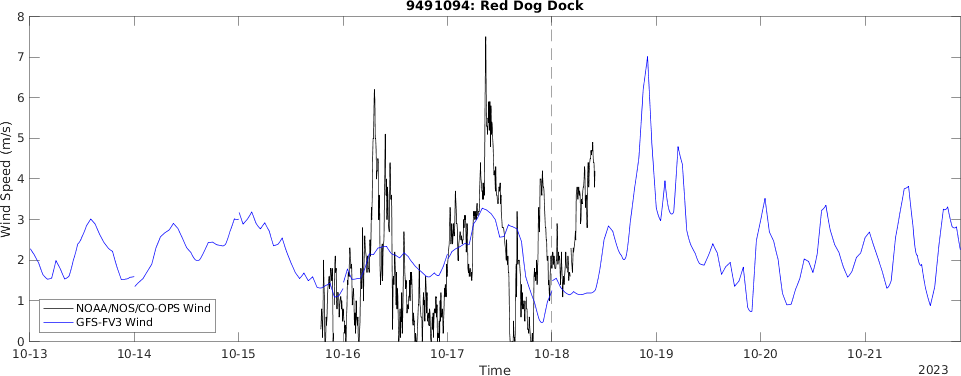 9491094: Red Dog Dock
8
7
6
5
4
3
2
1
0
Wind Speed (m/s)
NOAA/NOS/CO-OPS Wind
GFS-FV3 Wind
10-13 10-14 10-15 10-16 10-17 10-18 10-19 10-20 10-21
Time
2023